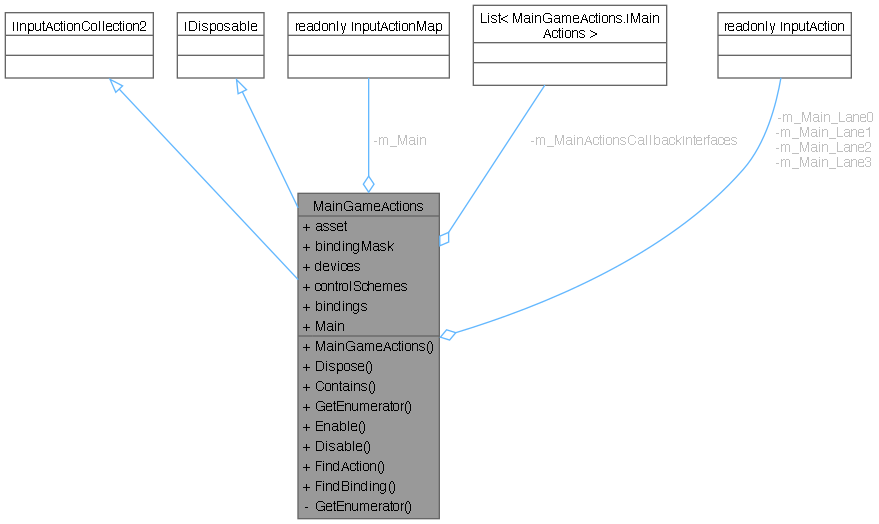 IInputActionCollection2
IDisposable
readonly InputActionMap
List< MainGameActions.IMain
Actions >
readonly InputAction
-m_Main
-m_MainActionsCallbackInterfaces
-m_Main_Lane0
-m_Main_Lane1
-m_Main_Lane2
-m_Main_Lane3
MainGameActions
+ asset
+ bindingMask
+ devices
+ controlSchemes
+ bindings
+ Main
+ MainGameActions()
+ Dispose()
+ Contains()
+ GetEnumerator()
+ Enable()
+ Disable()
+ FindAction()
+ FindBinding()
- GetEnumerator()